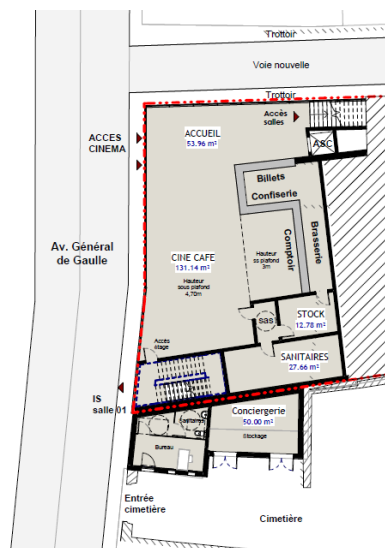 Trottoir
Voie nouvelle
Trottoir
ACCES
CINEMA
ACCUEIL
53.96 m²
Accès
salles
ASC
Billets
Confiserie
Av. Général
de Gaulle
CINE CAFE
131.14 m²
Hauteur
sous plafond
4,70m
Hauteur
ss plafond
3m
Comptoir
Brasserie
sas
STOCK
12.78 m²
Accès
étage
SANITAIRES
27.66 m²
IS
salle 01
Conciergerie
50.00 m²
Sanitaires
Stockage
Bureau
Entrée
cimetière
Cimetière